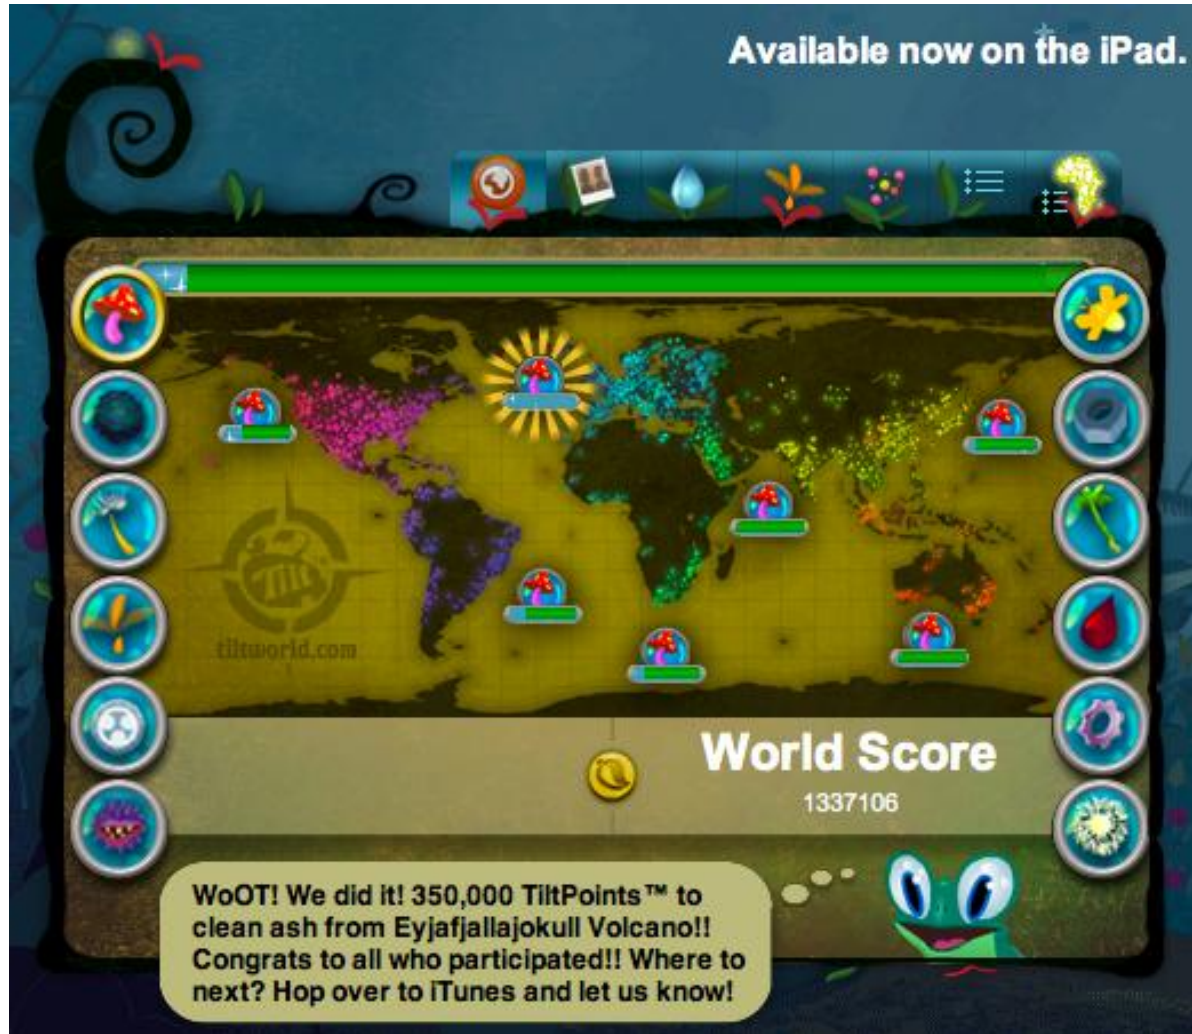 Available now on the iPad.
TILT
tiltworld.com
World Score
1337106
WoOT! We did it! 350,000 TiltPoints™ to
clean ash from Eyjafjallajokull Volcano!!
Congrats to all who participated!! Where to
next? Hop over to iTunes and let us know!